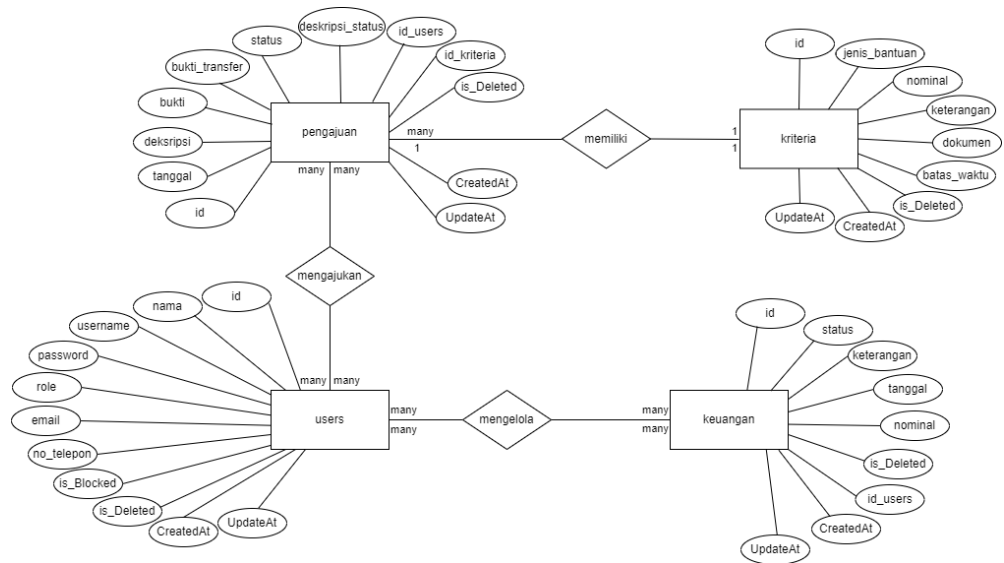 deskripsi_status
status
id_users
id_kriteria
bukti_transfer
is_Deleted
bukti
pengajuan
deksripsi
tanggal
id
many
1
many
many
CreatedAt
UpdateAt
memiliki
1
1
id
jenis_bantuan
nominal
keterangan
kriteria
dokumen
batas_waktu
is_Deleted
CreatedAt
UpdateAt
mengajukan
id
nama
username
password
role
email
no_telepon
is_Blocked
is_Deleted
CreatedAt
UpdateAt
many
many
users
many
many
mengelola
many
many
keuangan
id
status
keterangan
tanggal
nominal
is_Deleted
id_users
CreatedAt
UpdateAt